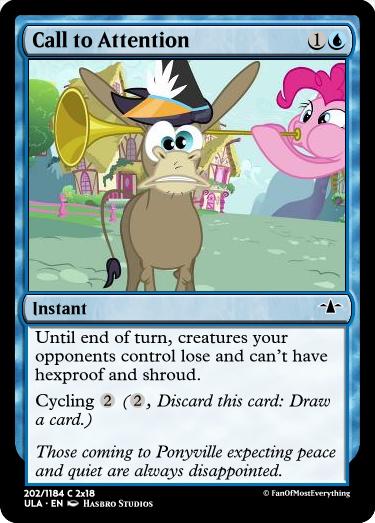 Call to Attention 1
Instant
Until end of turn, creatures your
opponents control lose and can't have
hexproof and shroud.
Cycling 2 (2, Discard this card: Draw
a card.)
Those coming to Ponyville expecting peace
and quiet are always disappointed.
202/1184 C 2x18
ULA • EN HASBRO STUDIOS
© FanOfMostEverything